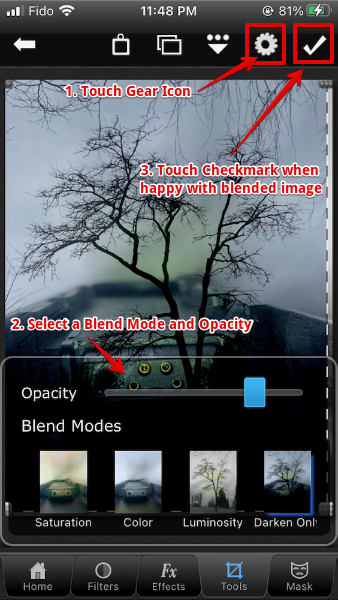 Fido 11:48 PM 81%
1. Touch Gear Icon
3. Touch Checkmark when
happy with blended image
2. Select a Blend Mode and Opacity
Opacity
Blend Modes
Saturation Color Luminosity Darken Only
Home Filters Fx Effects Tools Mask